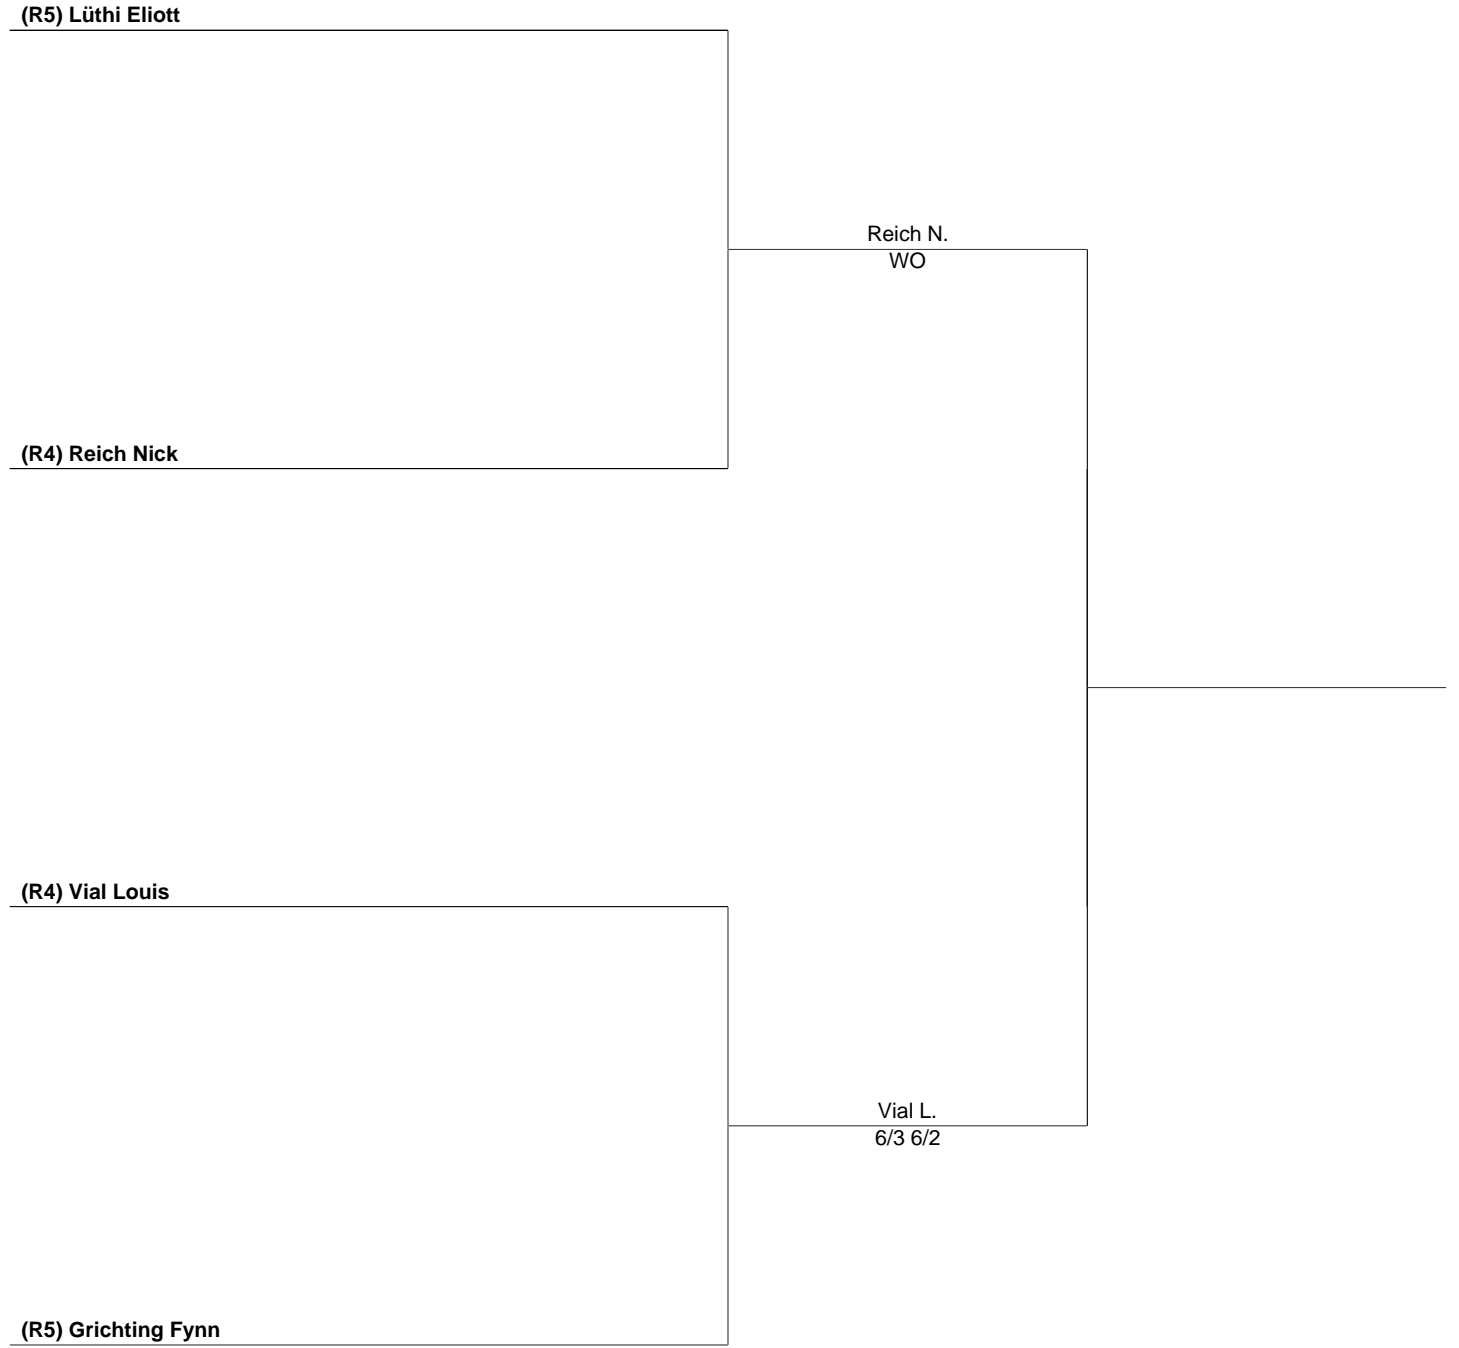 (R5) Lüthi Eliott
Reich N.
WO
(R4) Reich Nick
(R4) Vial Louis
Vial L.
6/3 6/2
(R5) Grichting Fynn